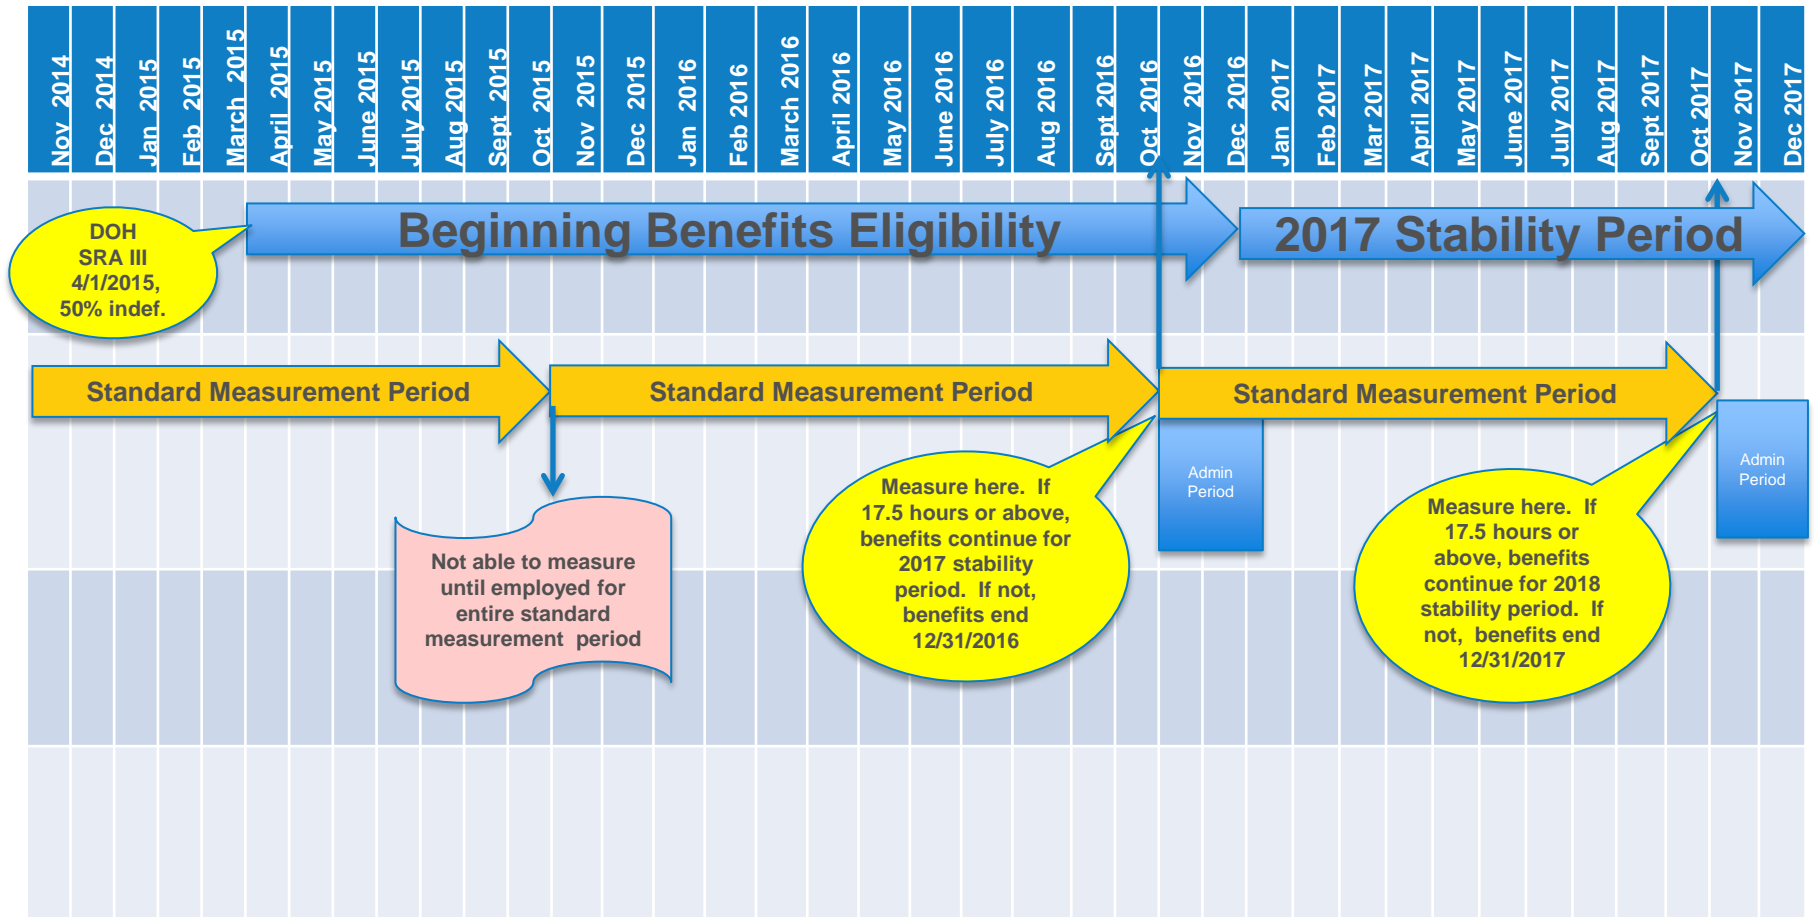 Nov 2014
Dec 2014
Jan 2015
Feb 2015
March 2015
April 2015
May 2015
June 2015
July 2015
Aug 2015
Sept 2015
Oct 2015
Nov 2015
Dec 2015
Jan 2016
Feb 2016
March 2016
April 2016
May 2016
June 2016
July 2016
Aug 2016
Sept 2016
Oct 2016
Nov 2016
Dec 2016
Jan 2017
Feb 2017
Mar 2017
April 2017
May 2017
June 2017
July 2017
Aug 2017
Sept 2017
Oct 2017
Nov 2017
Dec 2017
DOH
SRA III
4/1/2015,
50% indef.
Beginning Benefits Eligibility
2017 Stability Period
Standard Measurement Period
Standard Measurement Period
Standard Measurement Period
Not able to measure
until employed for
entire standard
measurement period
Measure here. If
17.5 hours or above,
benefits continue for
2017 stability
period. If not,
benefits end
12/31/2016
Admin
Period
Measure here. If
17.5 hours or
above, benefits
continue for 2018
stability period. If
not, benefits end
12/31/2017
Admin
Period